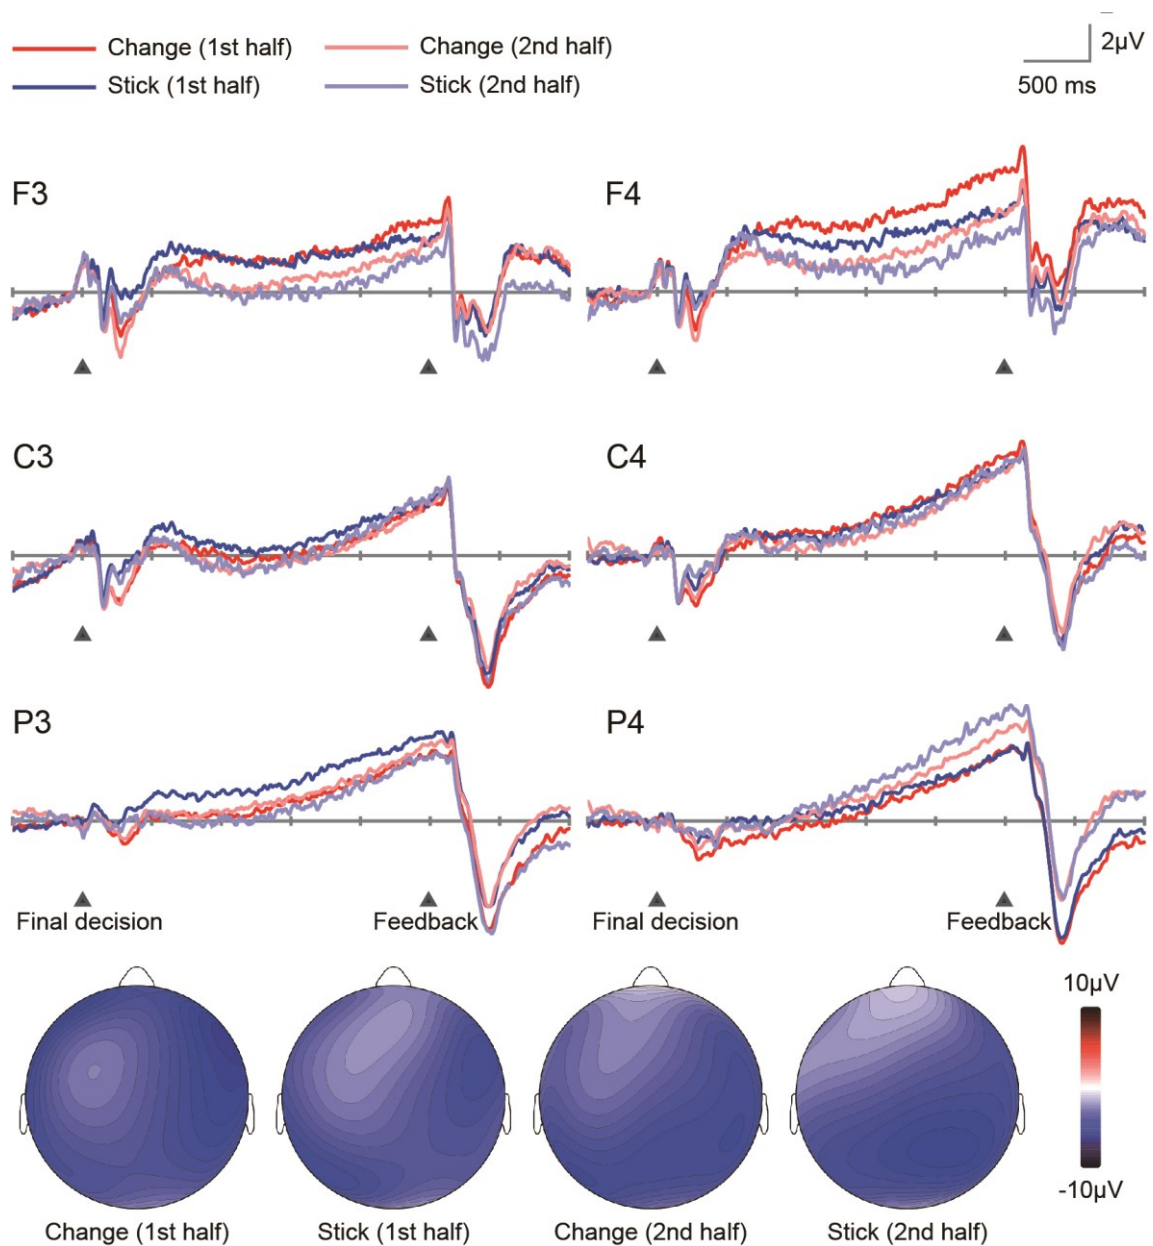 Change (1st half)
Change (2nd half)
2µV
Stick (1st half)
Stick (2nd half)
500 ms
F3
F4
C3
C4
P3
P4
Final decision
Feedback
Final decision
Feedback
10µV
-10µV
Change (1st half)
Stick (1st half)
Change (2nd half)
Stick (2nd half)